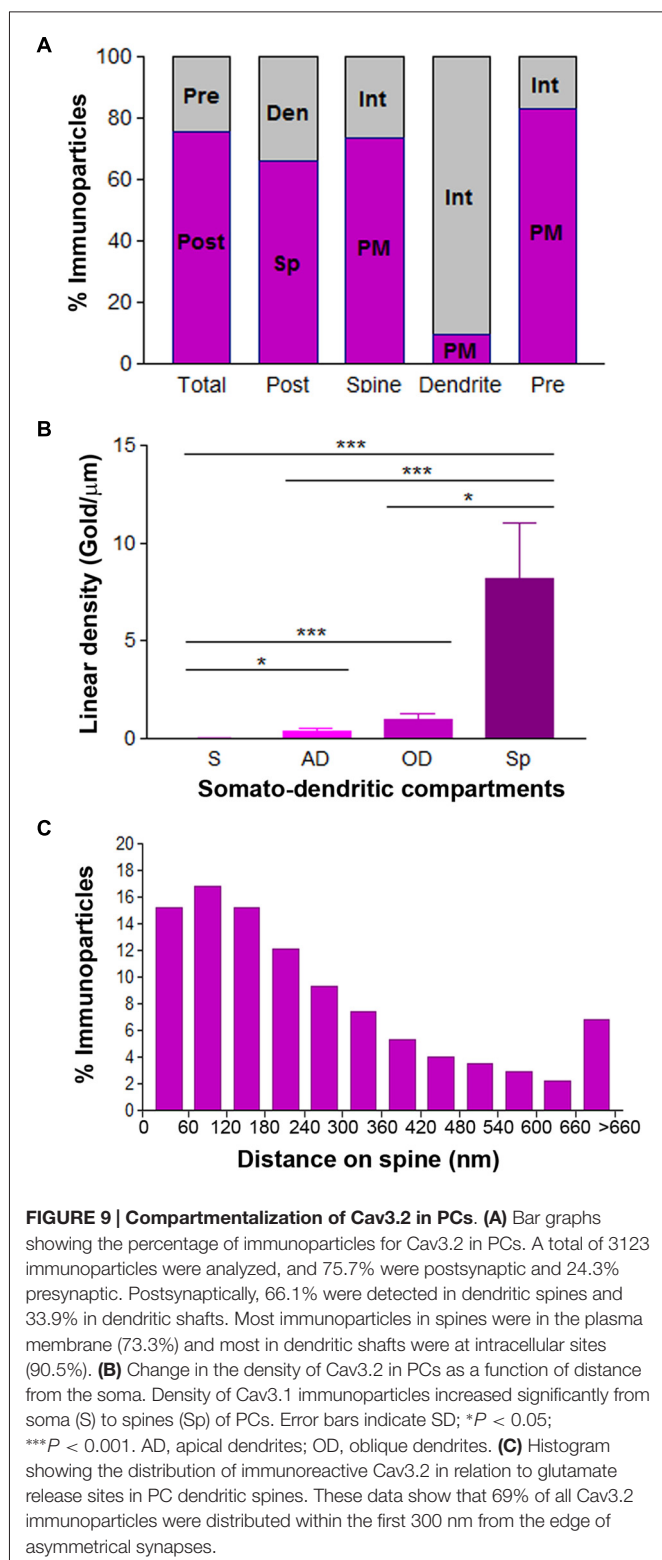 A
100
80
60
40
20
0
% Immunoparticles
Pre
Post
Den
Sp
Int
PM
Int
PM
Int
PM
Total
Post
Spine
Dendrite
Pre
B
15
10
5
0
Linear density (Gold/μm)
***
***
*
***
*
S
AD
OD
Sp
Somato-dendritic compartments
C
20
18
16
14
12
10
8
6
4
2
0
% Immunoparticles
0 60 120 180 240 300 360 420 480 540 600 660 >660
Distance on spine (nm)
FIGURE 9 | Compartmentalization of Cav3.2 in PCs. (A) Bar graphs
showing the percentage of immunoparticles for Cav3.2 in PCs. A total of 3123
immunoparticles were analyzed, and 75.7% were postsynaptic and 24.3%
presynaptic. Postsynaptically, 66.1% were detected in dendritic spines and
33.9% in dendritic shafts. Most immunoparticles in spines were in the plasma
membrane (73.3%) and most in dendritic shafts were at intracellular sites
(90.5%). (B) Change in the density of Cav3.2 in PCs as a function of distance
from the soma. Density of Cav3.1 immunoparticles increased significantly from
soma (S) to spines (Sp) of PCs. Error bars indicate SD; *P < 0.05;
***P < 0.001. AD, apical dendrites; OD, oblique dendrites. (C) Histogram
showing the distribution of immunoreactive Cav3.2 in relation to glutamate
release sites in PC dendritic spines. These data show that 69% of all Cav3.2
immunoparticles were distributed within the first 300 nm from the edge of
asymmetrical synapses.